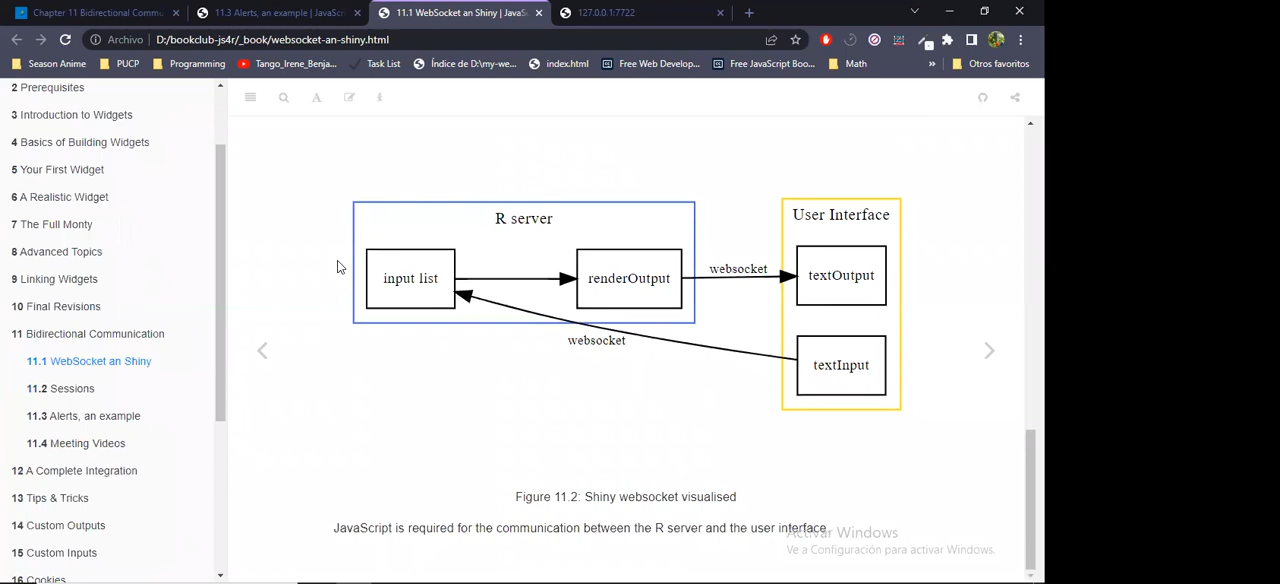 Chapter 11 Bidirectional Commu
11.3 Alerts, an example | JavaScri
11.1 WebSocket an Shiny | JavaS
127.0.0.1:7722
Archivo | D:/bookclub-js4r/_book/websocket-an-shiny.html
Season Anime
PUCP
Programming
Tango_Irene_Benja...
Task List
Índice de D:\my-we...
index.html
Free Web Develop...
Free JavaScript Boo...
Math
»
Otros favoritos
2 Prerequisites
3 Introduction to Widgets
4 Basics of Building Widgets
5 Your First Widget
6 A Realistic Widget
7 The Full Monty
8 Advanced Topics
9 Linking Widgets
10 Final Revisions
11 Bidirectional Communication
11.1 WebSocket an Shiny
11.2 Sessions
11.3 Alerts, an example
11.4 Meeting Videos
12 A Complete Integration
13 Tips & Tricks
14 Custom Outputs
15 Custom Inputs
16 Cookies
R server
input list
renderOutput
websocket
User Interface
textOutput
websocket
textInput
Figure 11.2: Shiny websocket visualised
JavaScript is required for the communication between the R server and the user interface
Activar Windows
Ve a Configuración para activar Windows.